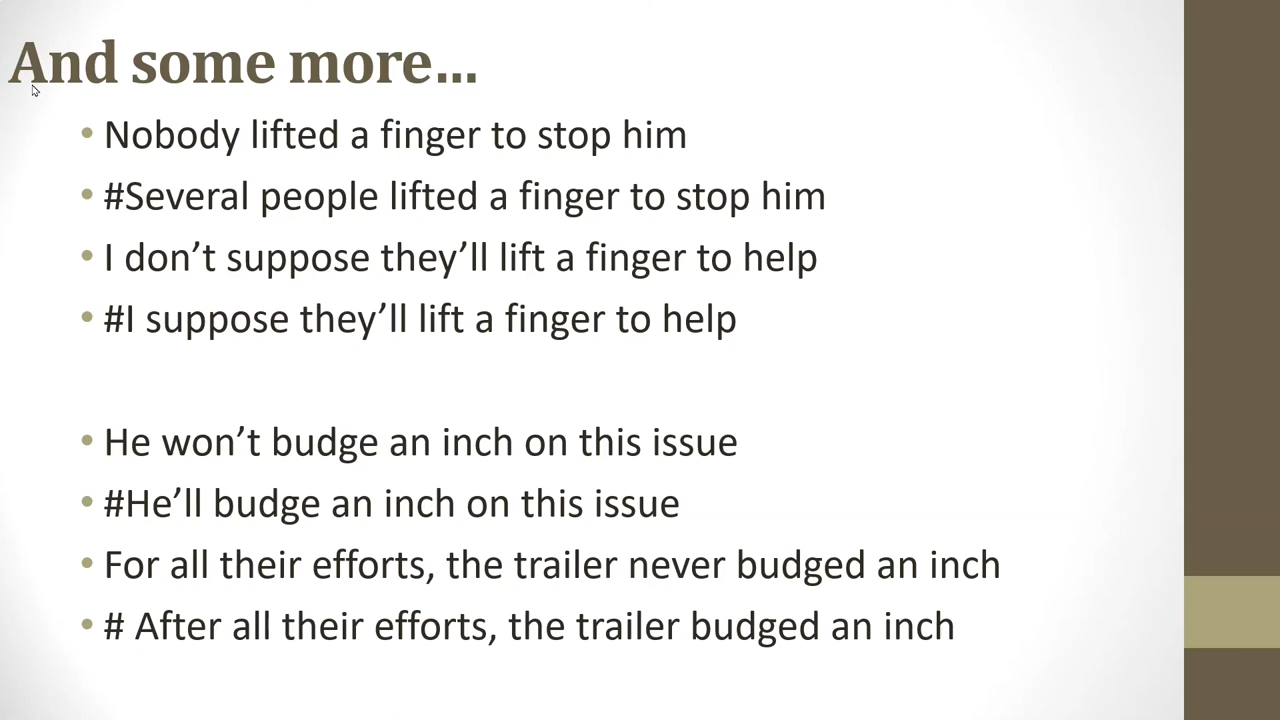 And some more…
• Nobody lifted a finger to stop him
• #Several people lifted a finger to stop him
• I don’t suppose they’ll lift a finger to help
• #I suppose they’ll lift a finger to help
• He won’t budge an inch on this issue
• #He’ll budge an inch on this issue
• For all their efforts, the trailer never budged an inch
• # After all their efforts, the trailer budged an inch